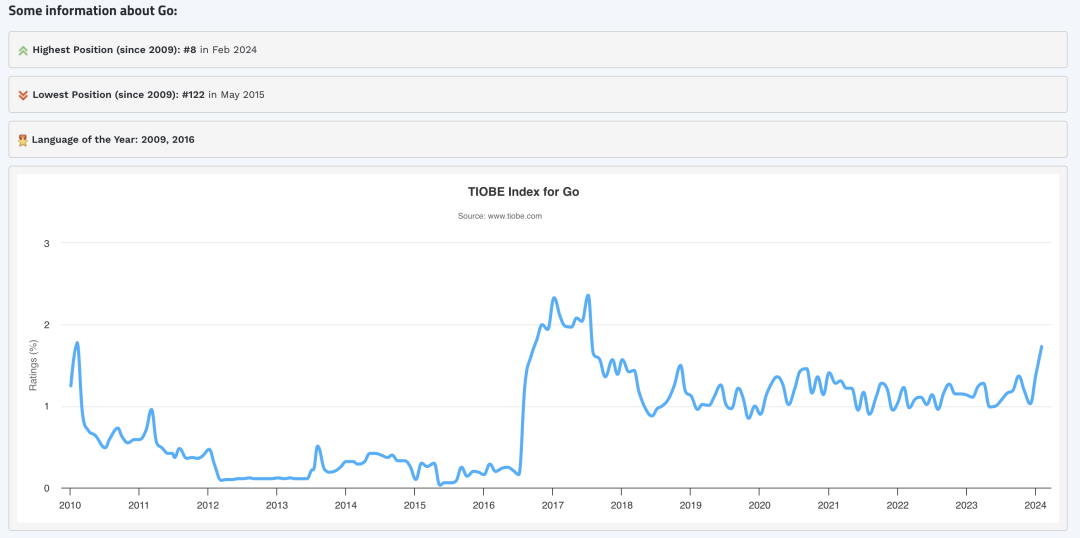 Some information about Go:
Highest Position (since 2009): #8 in Feb 2024
Lowest Position (since 2009): #122 in May 2015
Language of the Year: 2009, 2016
TIOBE Index for Go
Source: www.tiobe.com
Ratings (%)
3
2
1
0
2010 2011 2012 2013 2014 2015 2016 2017 2018 2019 2020 2021 2022 2023 2024